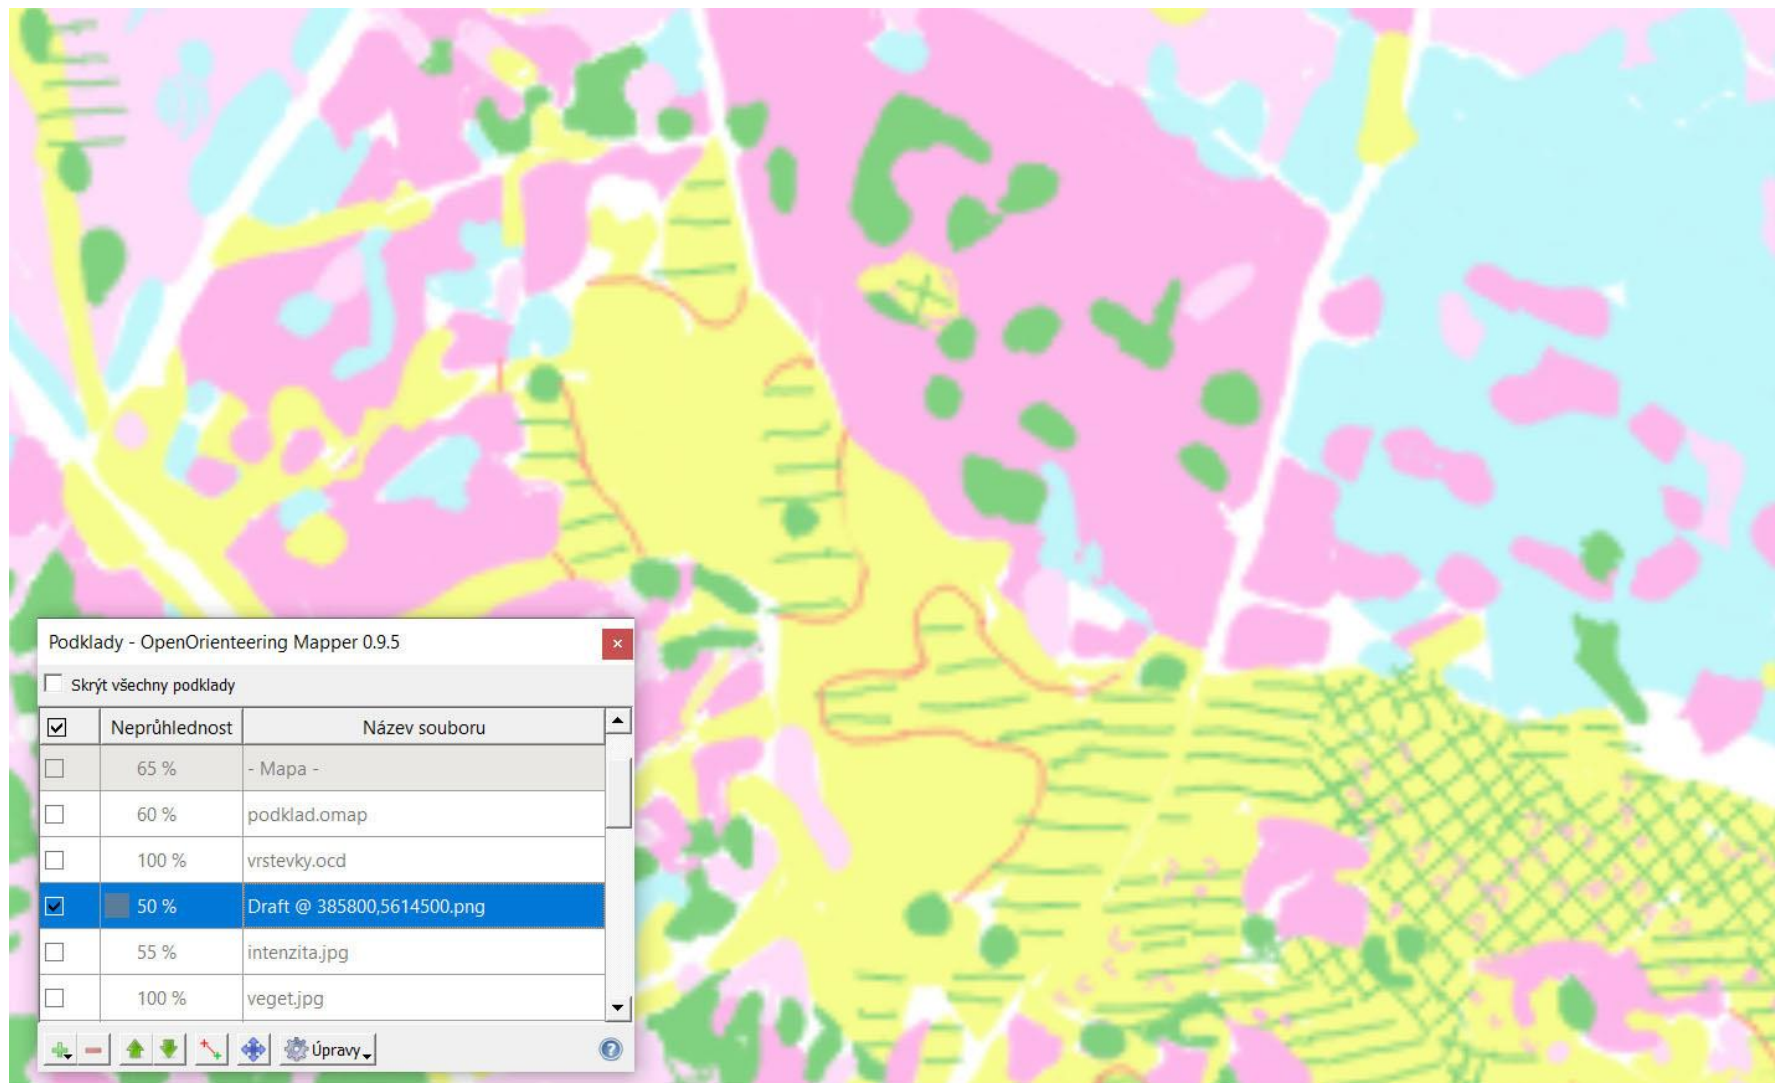 Podklady - OpenOrienteering Mapper 0.9.5
Skrýt všechny podklady
Neprůhlednost Název souboru
65 % - Mapa -
60 % podklad.omap
100 % vrstevky.ocd
50 % Draft @ 385800,5614500.png
55 % intenzita.jpg
100 % veget.jpg
Úpravy